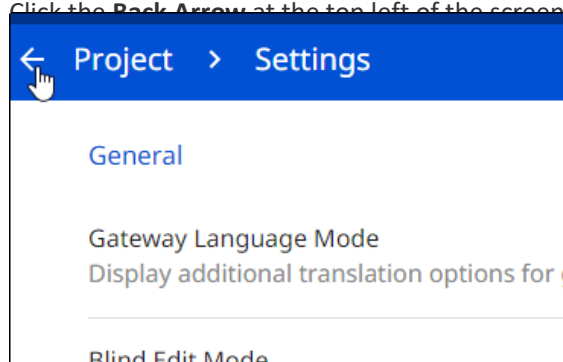 Click the Back Arrow at the top left of the screen
Project > Settings
General
Gateway Language Mode
Display additional translation options for
Blind Edit Mode